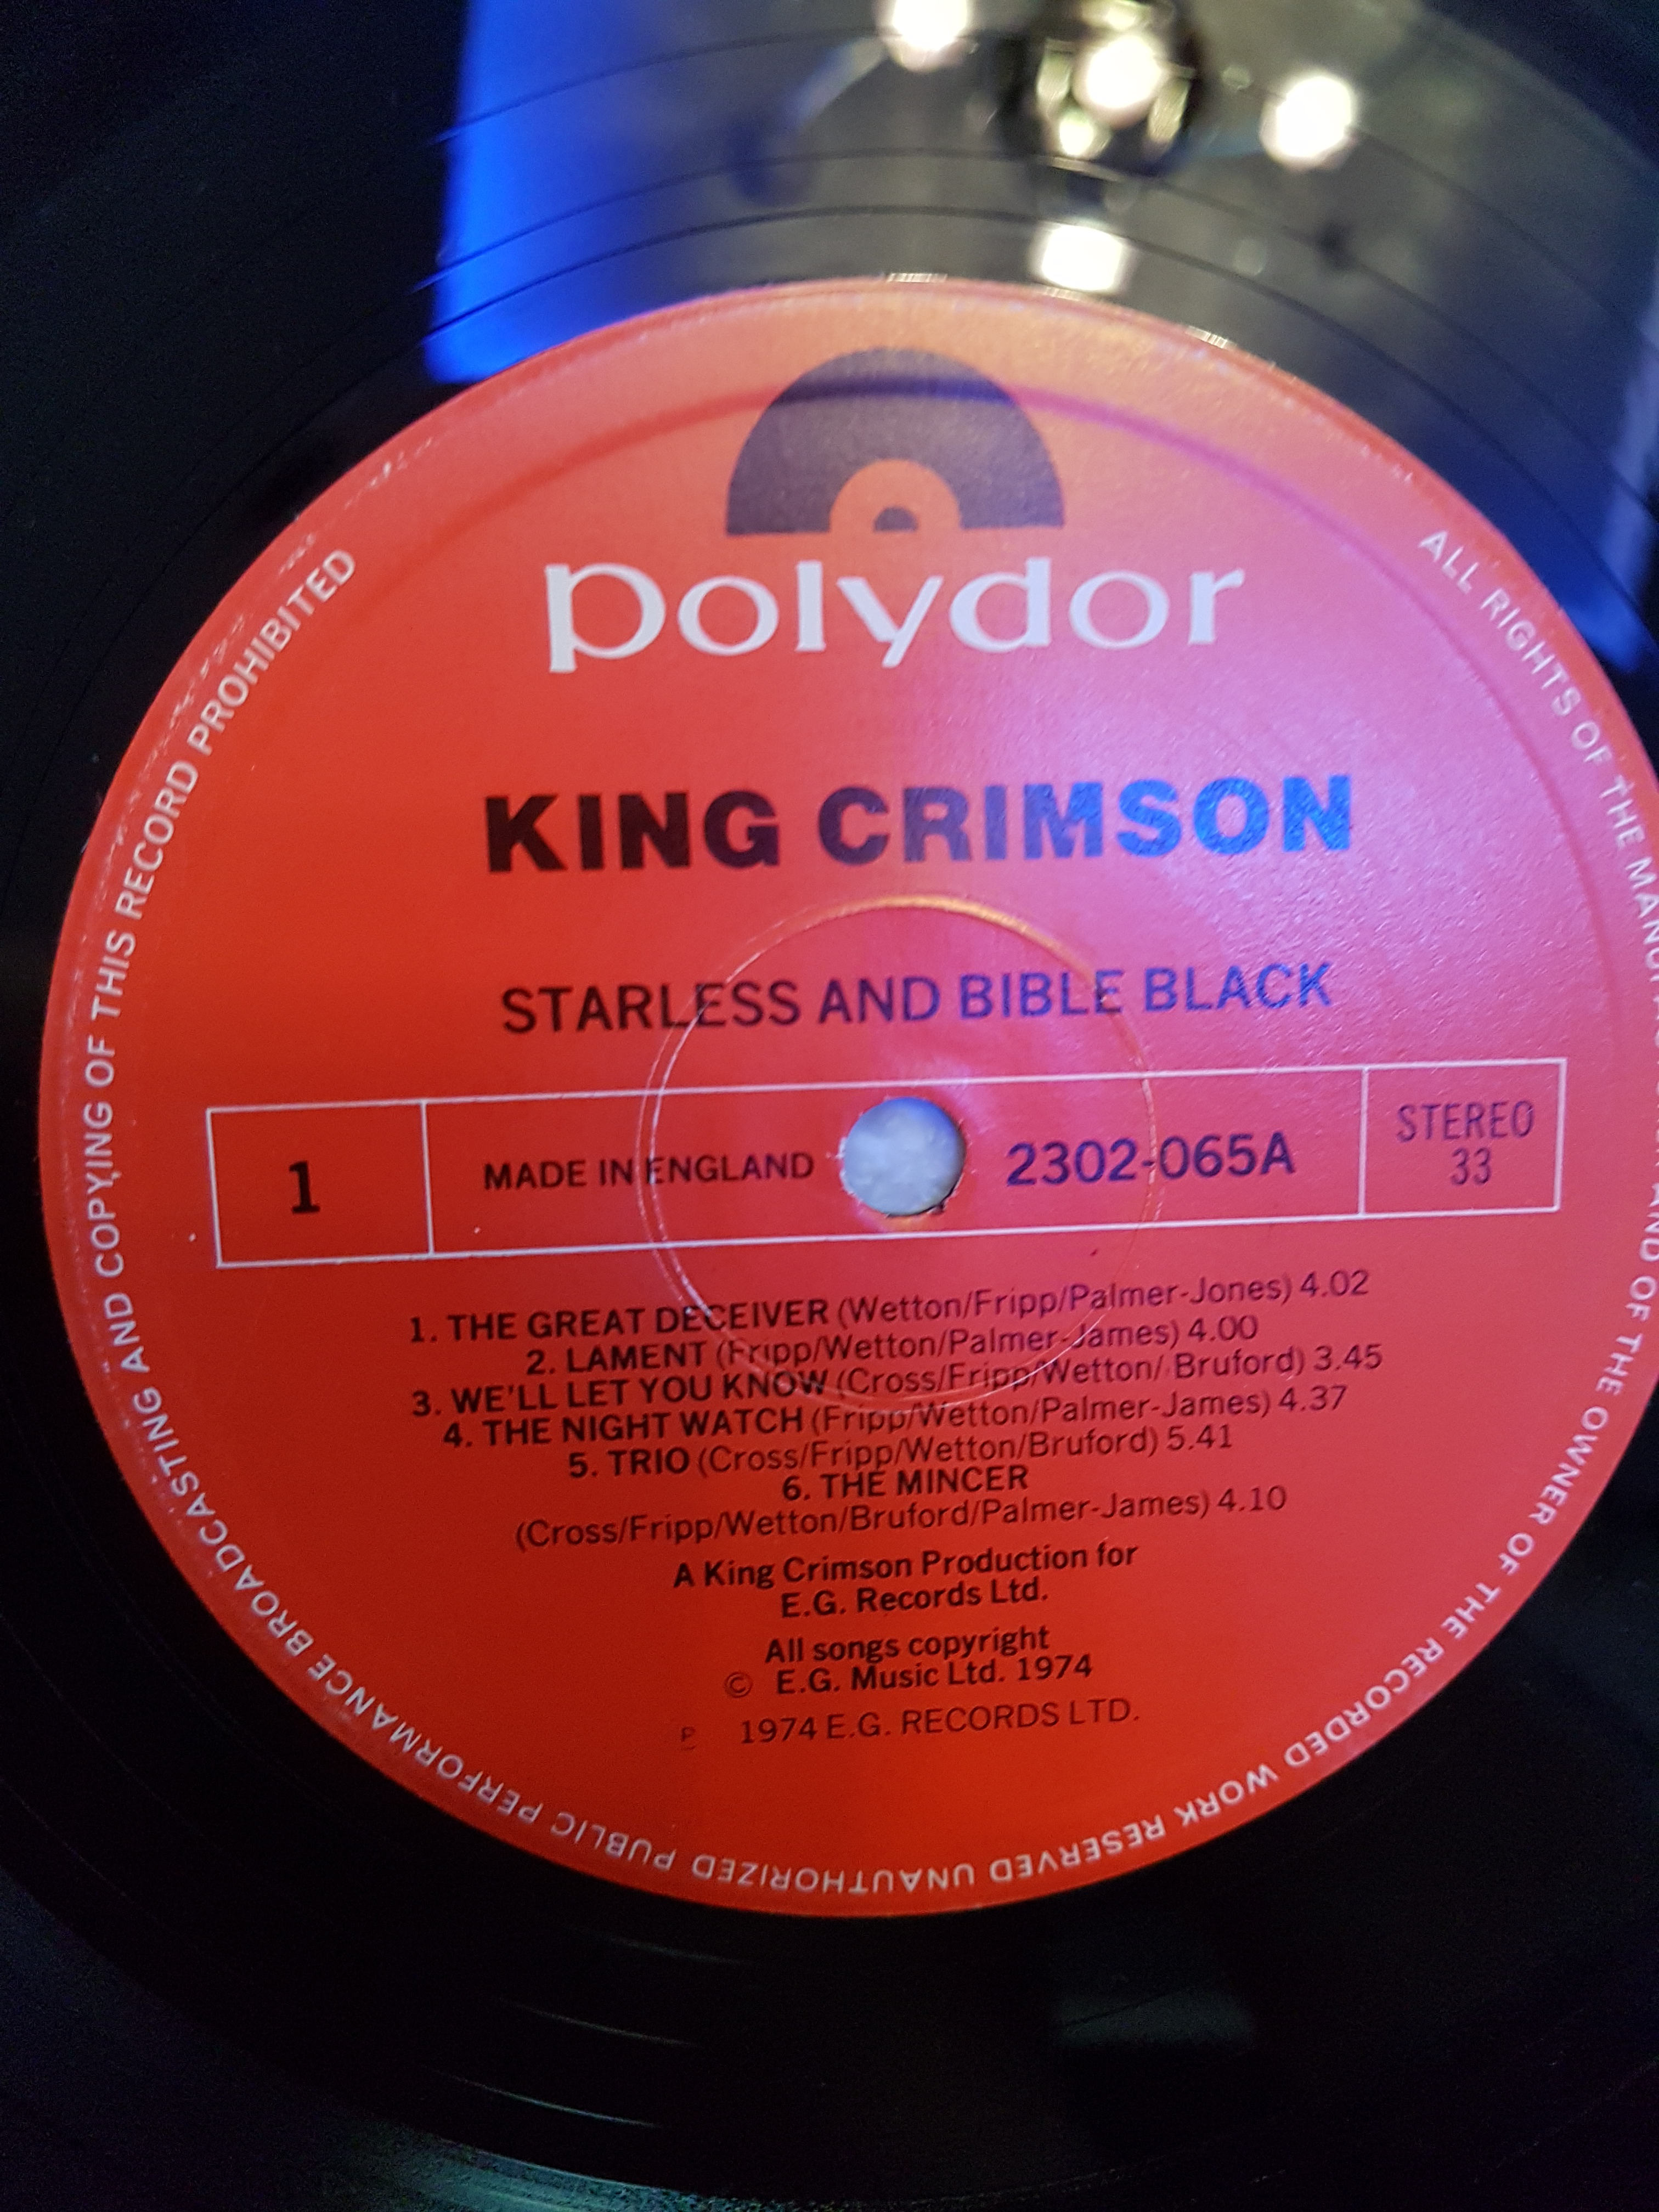 polydor
KING CRIMSON
STARLESS AND BIBLE BLACK
1
MADE IN ENGLAND
2302-065A
STEREO
33
1. THE GREAT DECEIVER (Wetton/Fripp/Palmer-Jones) 4.02
2. LAMENT (Fripp/Wetton/Palmer-James) 4.00
3. WE'LL LET YOU KNOW (Cross/Fripp/Wetton/Bruford) 3.45
4. THE NIGHT WATCH (Fripp/Wetton/Palmer-James) 4.37
5. TRIO (Cross/Fripp/Wetton/Bruford) 5.41
6. THE MINCER
(Cross/Fripp/Wetton/Bruford/Palmer-James) 4.10
A King Crimson Production for
E.G. Records Ltd.
All songs copyright
© E.G. Music Ltd. 1974
P 1974 E.G. RECORDS LTD.
ALL RIGHTS OF THE AND OF THE OWNER OF THE RECORDED WORK RESERVED UNAUTHORIZED PUBLIC PERFORMANCE BROADCASTING AND COPYING OF THIS RECORD PROHIBITED